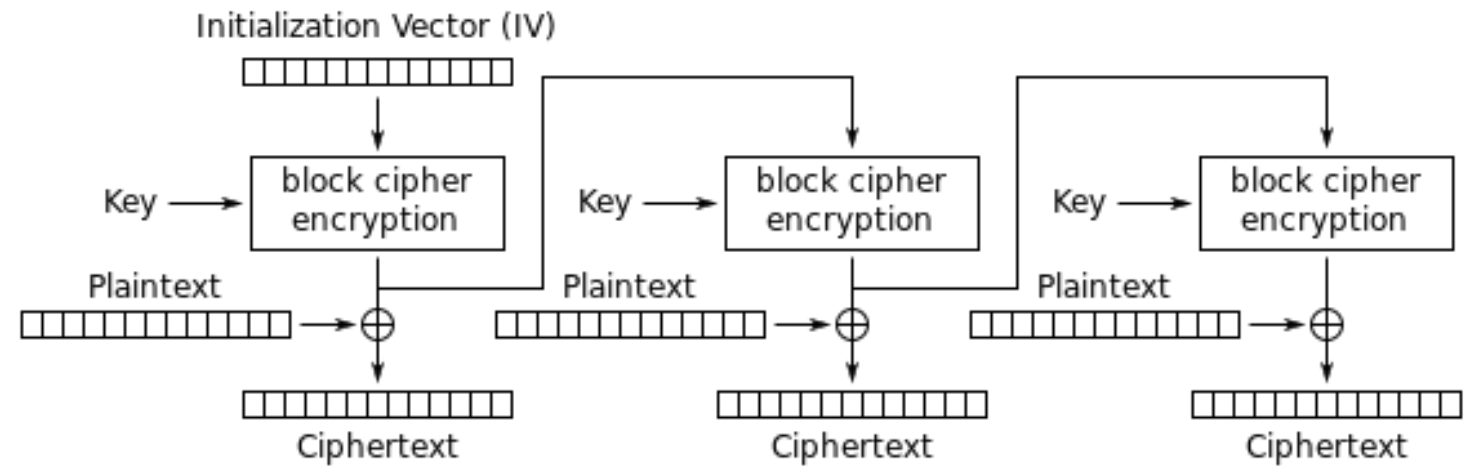 Initialization Vector (IV)
Key
block cipher
encryption
Key
block cipher
encryption
Key
block cipher
encryption
Plaintext
Plaintext
Plaintext
Ciphertext
Ciphertext
Ciphertext